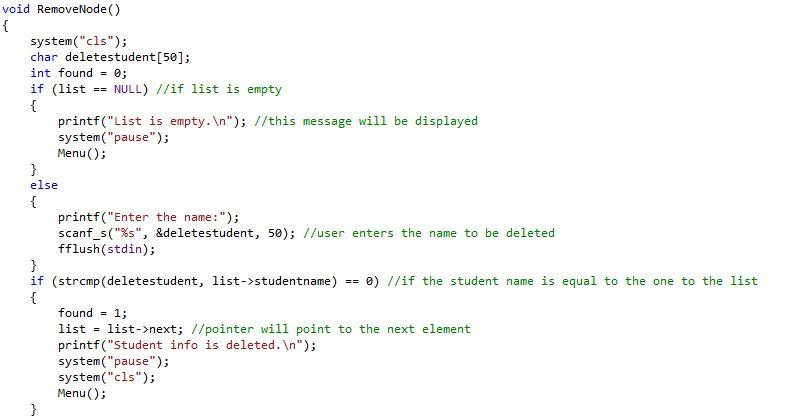 void RemoveNode()
{
    system("cls");
    char deletestudent[50];
    int found = 0;
    if (list == NULL) //if list is empty
    {
        printf("List is empty.\n"); //this message will be displayed
        system("pause");
        Menu();
    }
    else
    {
        printf("Enter the name:");
        scanf_s("%s", &deletestudent, 50); //user enters the name to be deleted
        fflush(stdin);
    }
    if (strcmp(deletestudent, list->studentname) == 0) //if the student name is equal to the one to the list
    {
        found = 1;
        list = list->next; //pointer will point to the next element
        printf("Student info is deleted.\n");
        system("pause");
        system("cls");
        Menu();
    }